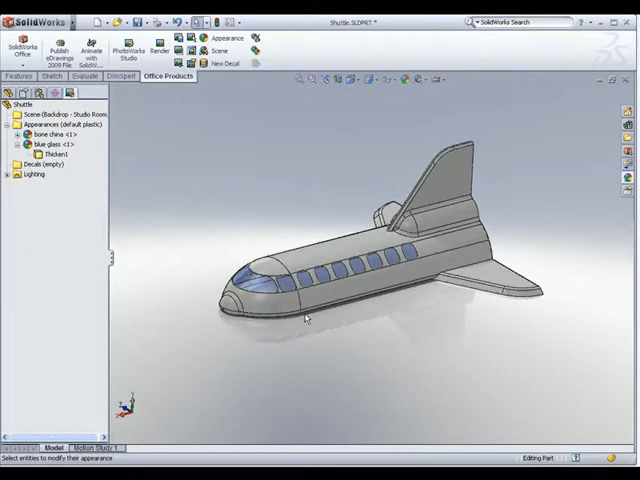 SolidWorks
Shuttle.SLDPRT *
SolidWorks Search
SolidWorks
Office
Publish
eDrawings
2009 File
Animate
with
SolidW...
PhotoWorks
Studio
Render
Appearance
Scene
New Decal
Features
Sketch
Evaluate
DimXpert
Office Products
Shuttle
Scene (Backdrop - Studio Room
Appearances (default plastic)
bone china <1>
blue glass <1>
Thicken1
Decals (empty)
Lighting
Y
Z
X
Model
Motion Study 1
Select entities to modify their appearance
Editing Part